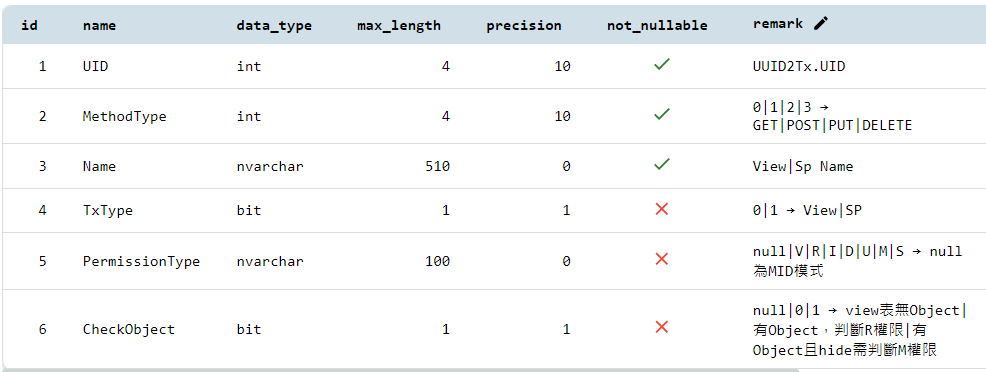 id name data_type max_length precision not_nullable remark
1 UID int 4 10 UUID2Tx.UID
2 MethodType int 4 10 0|1|2|3 →
GET|POST|PUT|DELETE
3 Name nvarchar 510 0 View|Sp Name
4 TxType bit 1 1 0|1 → View|SP
5 PermissionType nvarchar 100 0 null|V|R|I|D|U|M|S → null
為MID模式
6 CheckObject bit 1 1 null|0|1 → view表無Object|
有Object，判斷R權限|有
Object且hide需判斷M權限